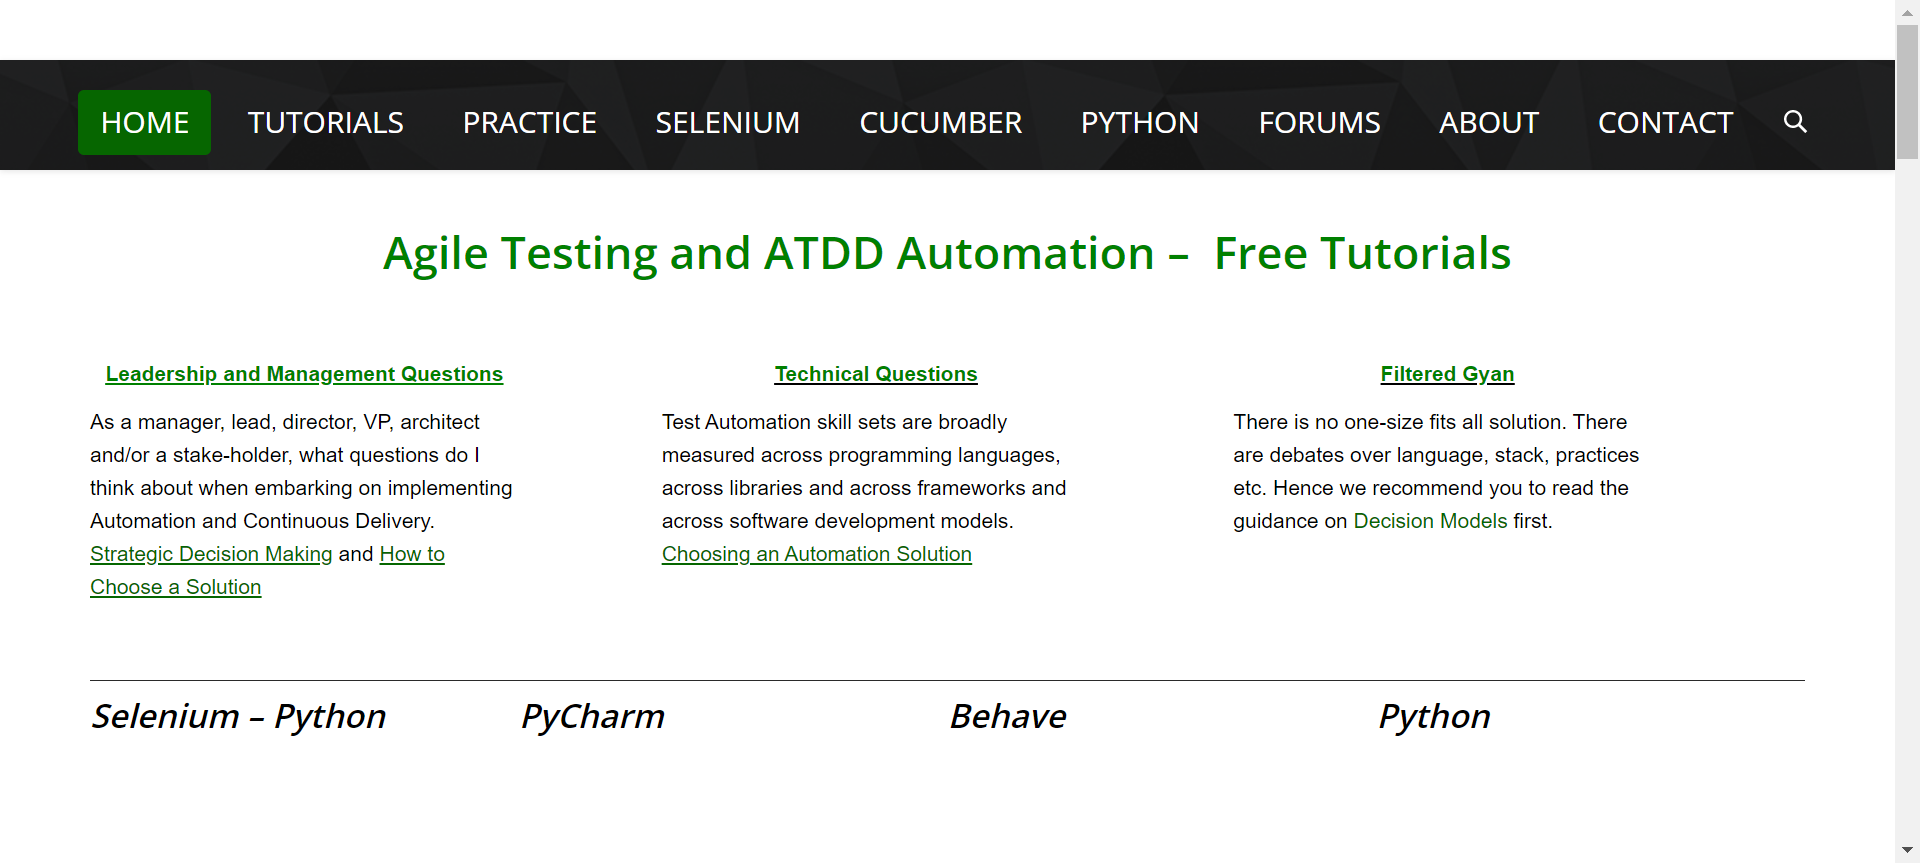 HOME TUTORIALS PRACTICE SELENIUM CUCUMBER PYTHON FORUMS ABOUT CONTACT
Agile Testing and ATDD Automation – Free Tutorials
Leadership and Management Questions
As a manager, lead, director, VP, architect
and/or a stake-holder, what questions do I
think about when embarking on implementing
Automation and Continuous Delivery.
Strategic Decision Making and How to
Choose a Solution
Technical Questions
Test Automation skill sets are broadly
measured across programming languages,
across libraries and across frameworks and
across software development models.
Choosing an Automation Solution
Filtered Gyan
There is no one-size fits all solution. There
are debates over language, stack, practices
etc. Hence we recommend you to read the
guidance on Decision Models first.
Selenium – Python PyCharm Behave Python